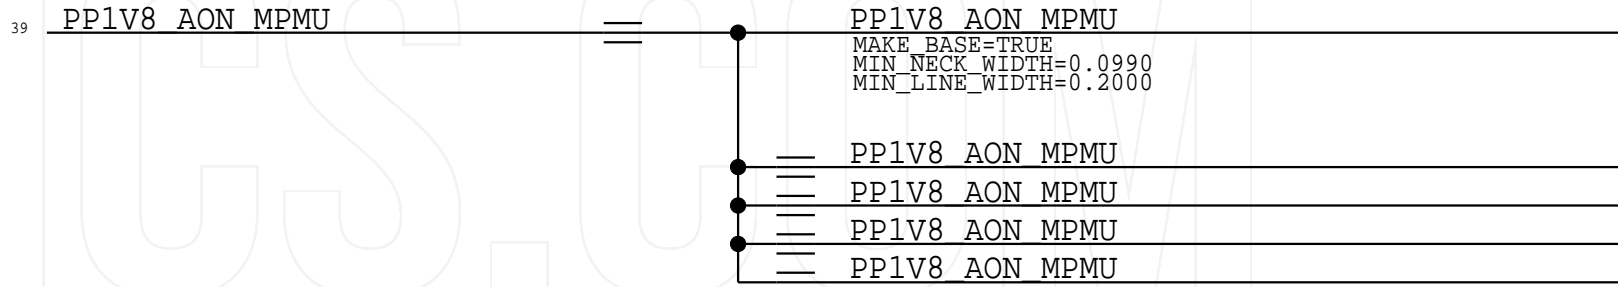 39 PP1V8_AON_MPMU PP1V8_AON_MPMU
MAKE_BASE=TRUE
MIN_NECK_WIDTH=0.0990
MIN_LINE_WIDTH=0.2000
PP1V8_AON_MPMU
PP1V8_AON_MPMU
PP1V8_AON_MPMU
PP1V8_AON_MPMU